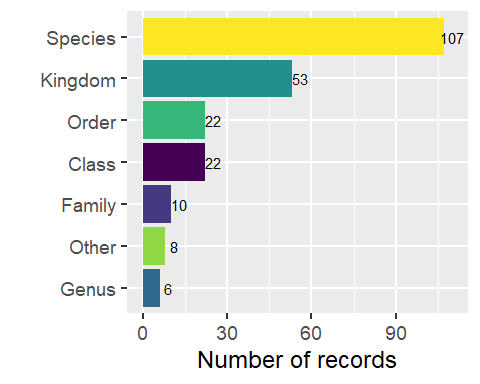 Species 107
Kingdom 53
Order 22
Class 22
Family 10
Other 8
Genus 6
0 30 60 90
Number of records